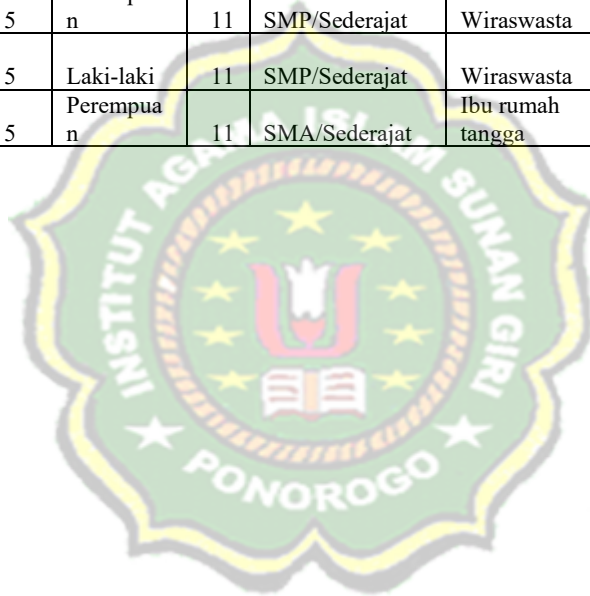 5 n 11 SMP/Sederajat Wiraswasta
5 Laki-laki 11 SMP/Sederajat Wiraswasta
Perempua Ibu rumah
5 n 11 SMA/Sederajat tangga
INSTITUT AGAMA ISLAM SUNAN GIRI
PONOROGO